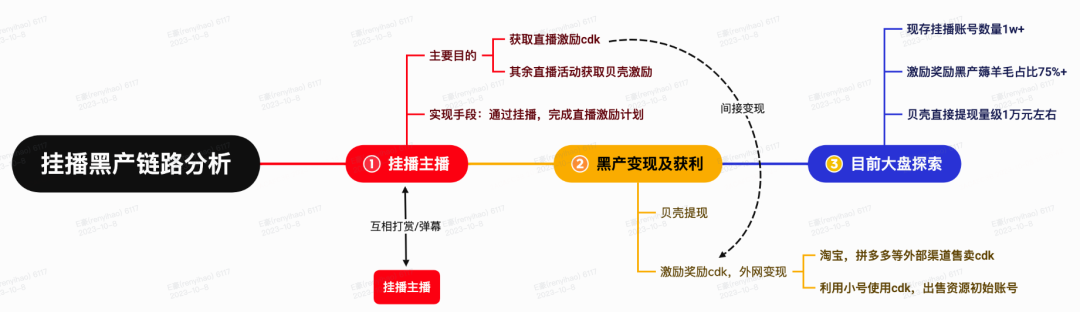 挂播黑产链路分析
① 挂播主播
主要目的
获取直播激励cdk
其余直播活动获取贝壳激励
实现手段：通过挂播，完成直播激励计划
互相打赏/弹幕
挂播主播
间接变现
② 黑产变现及获利
贝壳提现
激励奖励cdk，外网变现
淘宝，拼多多等外部渠道售卖cdk
利用小号使用cdk，出售资源初始账号
③ 目前大盘探索
现存挂播账号数量1w+
激励奖励黑产薅羊毛占比75%+
贝壳直接提现量级1万元左右